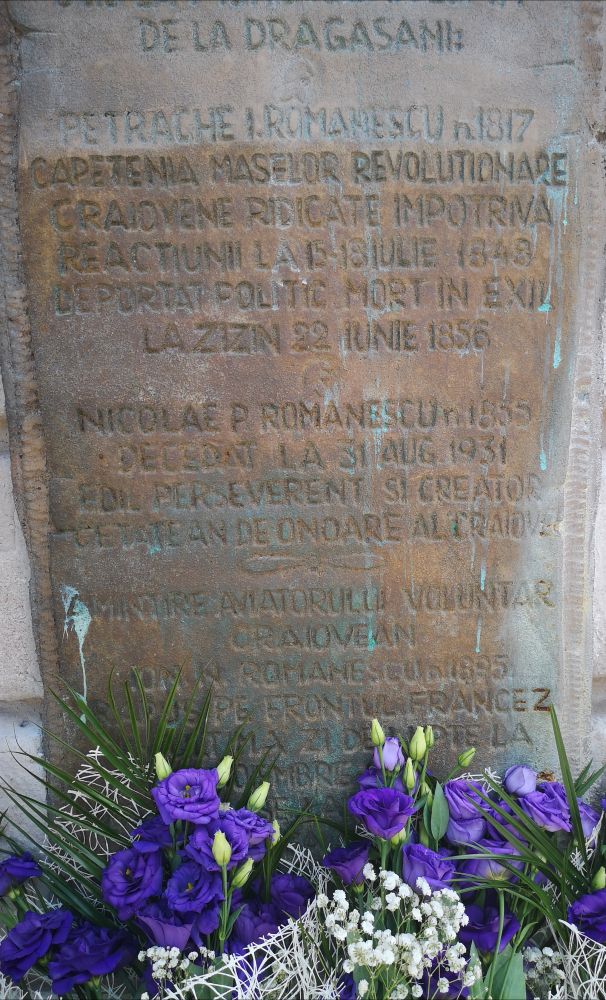 DE LA DRAGASANI:
PETRACHE I. ROMANESCU n.1817
CAPETENIA MASELOR REVOLUTIONARE
CRAIOVENE RIDICATE IMPOTRIVA
REACTIUNII LA 15-18 IULIE 1848
DEPORTAT POLITIC MORT IN EXIL
LA ZIZIN 22 IUNIE 1856
NICOLAE P. ROMANESCU n.1855
DECEDAT LA 31 AUG. 1931
EDIL PERSEVERENT SI CREATOR
CETATEAN DE ONOARE AL CRAIOVEI
AMINTIRE AVIATORULUI VOLUNTAR
CRAIOVEAN
ION N. ROMANESCU n.1895
PE FRONTUL FRANCEZ
LA